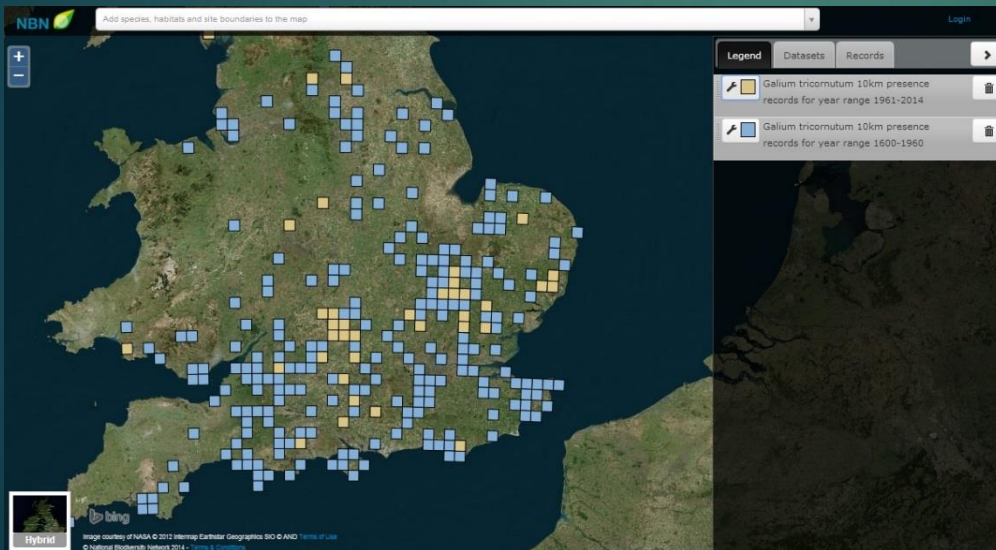 NBN
Add species, habitats and site boundaries to the map
Login
+
−
Legend
Datasets
Records
Galium tricornutum 10km presence
records for year range 1961-2014
Galium tricornutum 10km presence
records for year range 1600-1960
Hybrid
bing
Image courtesy of NASA © 2012 Intermap Earthstar Geographics SIO © AND Terms of Use
© National Biodiversity Network 2014 - Terms & Conditions